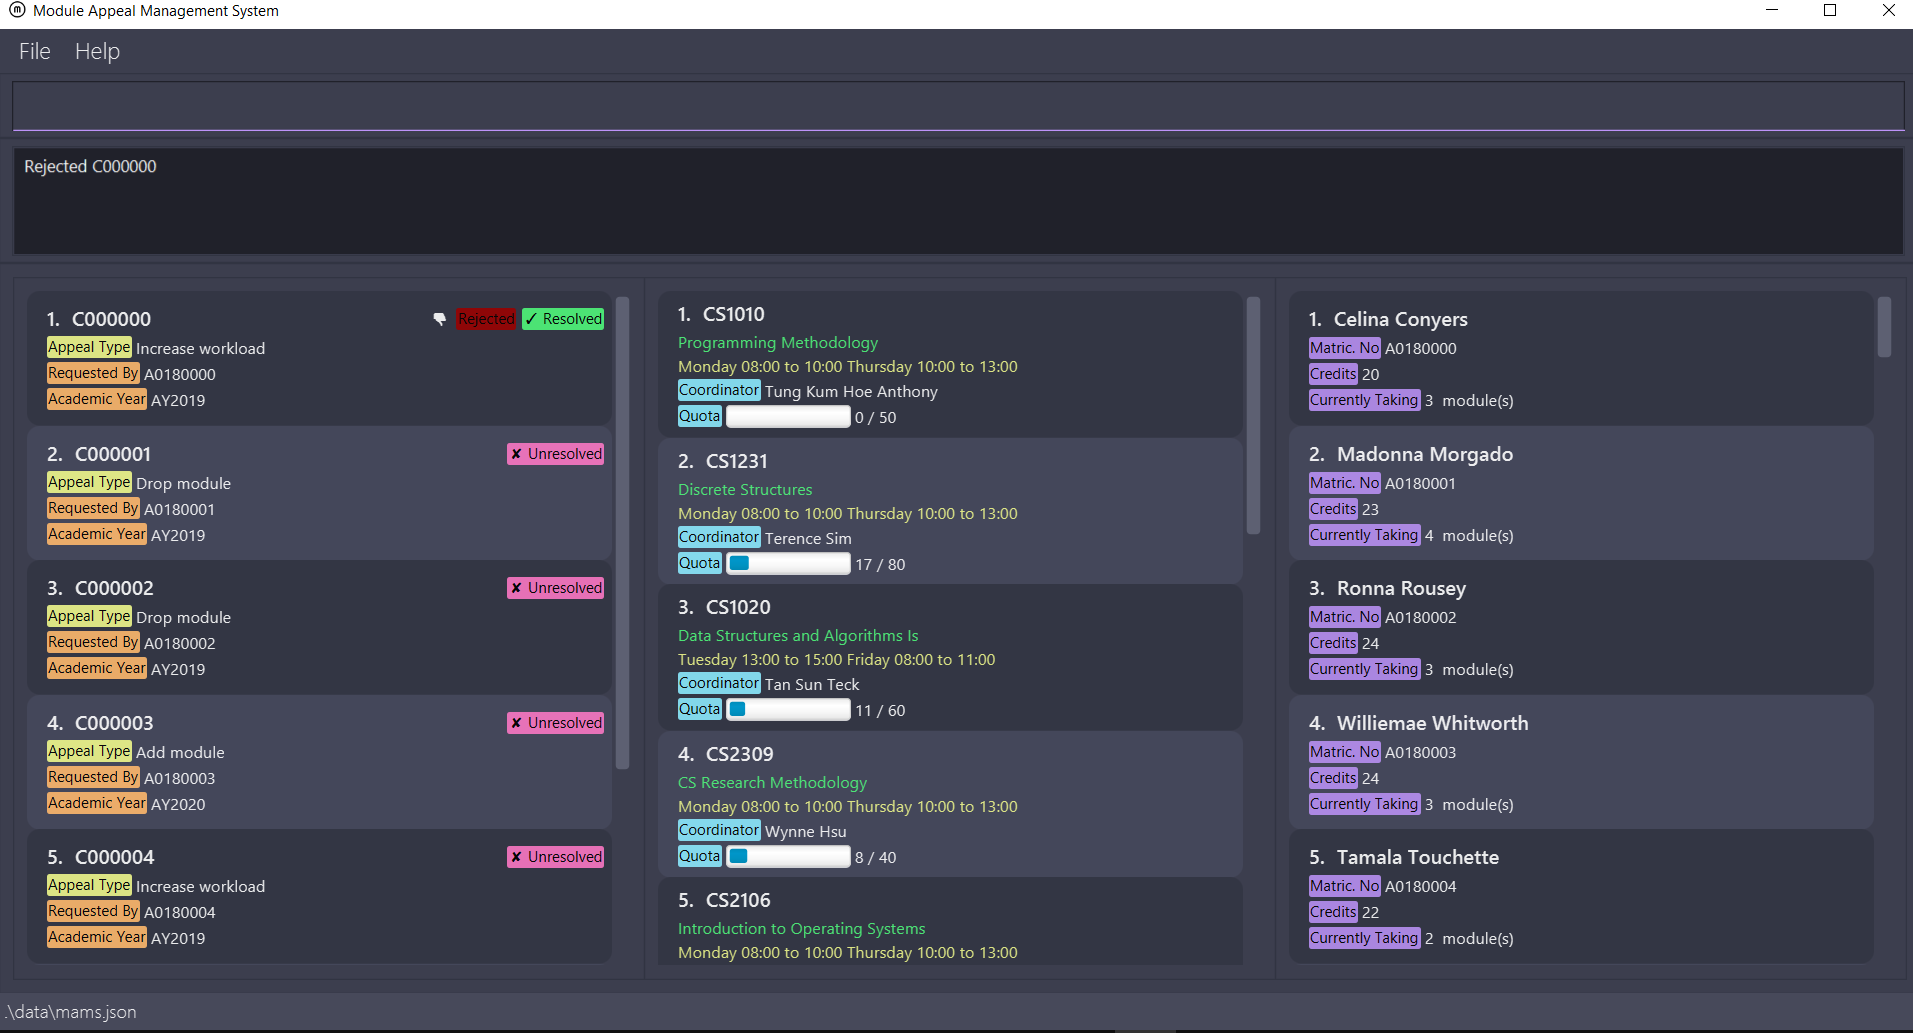 Module Appeal Management System
File Help
Rejected C000000
1. C000000 Rejected ✓ Resolved
Appeal Type Increase workload
Requested By A0180000
Academic Year AY2019
2. C000001 ✘ Unresolved
Appeal Type Drop module
Requested By A0180001
Academic Year AY2019
3. C000002 ✘ Unresolved
Appeal Type Drop module
Requested By A0180002
Academic Year AY2019
4. C000003 ✘ Unresolved
Appeal Type Add module
Requested By A0180003
Academic Year AY2020
5. C000004 ✘ Unresolved
Appeal Type Increase workload
Requested By A0180004
Academic Year AY2019
1. CS1010
Programming Methodology
Monday 08:00 to 10:00 Thursday 10:00 to 13:00
Coordinator Tung Kum Hoe Anthony
Quota 0 / 50
2. CS1231
Discrete Structures
Monday 08:00 to 10:00 Thursday 10:00 to 13:00
Coordinator Terence Sim
Quota 17 / 80
3. CS1020
Data Structures and Algorithms Is
Tuesday 13:00 to 15:00 Friday 08:00 to 11:00
Coordinator Tan Sun Teck
Quota 11 / 60
4. CS2309
CS Research Methodology
Monday 08:00 to 10:00 Thursday 10:00 to 13:00
Coordinator Wynne Hsu
Quota 8 / 40
5. CS2106
Introduction to Operating Systems
Monday 08:00 to 10:00 Thursday 10:00 to 13:00
1. Celina Conyers
Matric. No A0180000
Credits 20
Currently Taking 3 module(s)
2. Madonna Morgado
Matric. No A0180001
Credits 23
Currently Taking 4 module(s)
3. Ronna Rousey
Matric. No A0180002
Credits 24
Currently Taking 3 module(s)
4. Williemae Whitworth
Matric. No A0180003
Credits 24
Currently Taking 3 module(s)
5. Tamala Touchette
Matric. No A0180004
Credits 22
Currently Taking 2 module(s)
.\data\mams.json